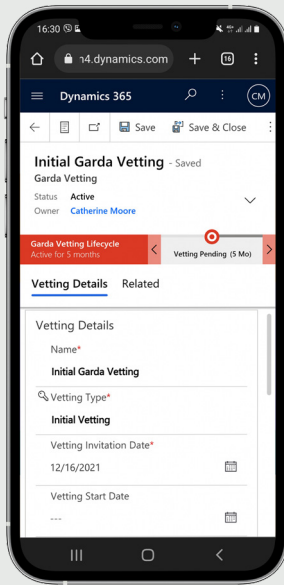 16:30
n4.dynamics.com
16
Dynamics 365
CM
Save
Save & Close
Initial Garda Vetting - Saved
Garda Vetting
Status Active
Owner Catherine Moore
Garda Vetting Lifecycle
Active for 5 months
Vetting Pending (5 Mo)
Vetting Details Related
Vetting Details
Name*
Initial Garda Vetting
Vetting Type*
Initial Vetting
Vetting Invitation Date*
12/16/2021
Vetting Start Date
---